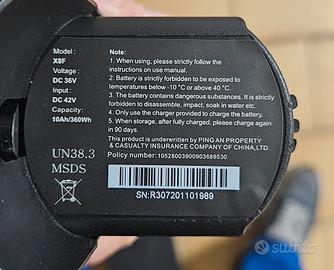 Model :
X8F
Voltage :
DC 36V
Input :
DC 42V
Capacity:
10Ah/360Wh
Note:
1. When using, please strictly follow the
instructions on use manual.
2. Battery is strictly forbidden to be exposed to
temperatures below -10 °C or above 40 °C.
3. The battery contains dangerous substances. It is strictly
forbidden to disassemble, impact, soak in water etc.
4. Only use the charger provided to charge the battery.
5. When storage, after fully charged, please charge again
in 90 days.
This product is underwritten by PING AN PROPERTY
& CASUALTY INSURANCE COMPANY OF CHINA,LTD.
Policy number: 10528003900903689530
UN38.3
MSDS
SN:R307201101989
subito